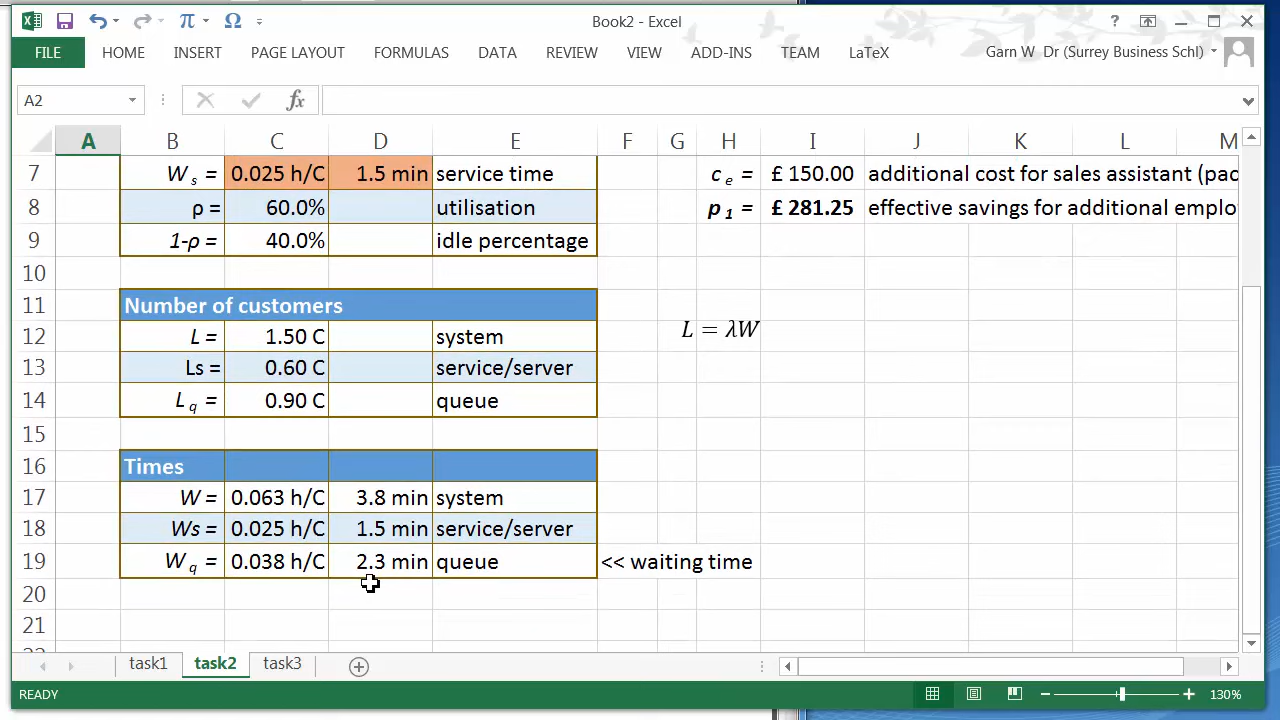 Book2 - Excel
FILE HOME INSERT PAGE LAYOUT FORMULAS DATA REVIEW VIEW ADD-INS TEAM LaTeX Garn W Dr (Surrey Business Schl)
A2 fx
A B C D E F G H I J K L M
7 W s = 0.025 h/C 1.5 min service time c e = £ 150.00 additional cost for sales assistant (pac
8 ρ = 60.0% utilisation p 1 = £ 281.25 effective savings for additional emplo
9 1-ρ = 40.0% idle percentage
10
11 Number of customers
12 L = 1.50 C system L = λW
13 Ls = 0.60 C service/server
14 L q = 0.90 C queue
15
16 Times
17 W = 0.063 h/C 3.8 min system
18 Ws = 0.025 h/C 1.5 min service/server
19 W q = 0.038 h/C 2.3 min queue << waiting time
20
21
task1 task2 task3
READY 130%